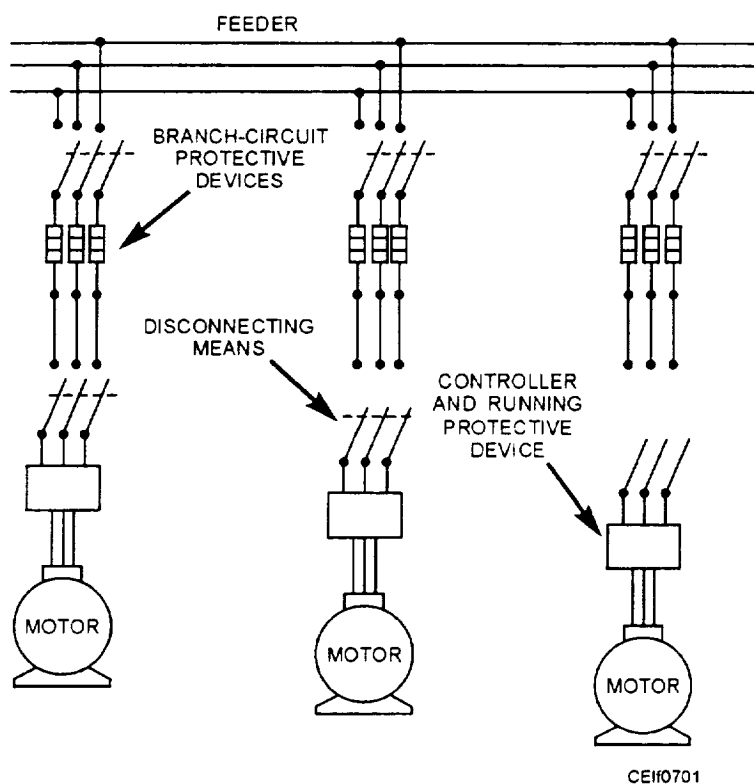 FEEDER
BRANCH-CIRCUIT
PROTECTIVE
DEVICES
DISCONNECTING
MEANS
CONTROLLER
AND RUNNING
PROTECTIVE
DEVICE
MOTOR
MOTOR
MOTOR
CEIf0701